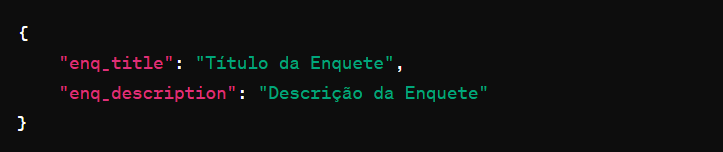 {
"enq_title": "Título da Enquete",
"enq_description": "Descrição da Enquete"
}